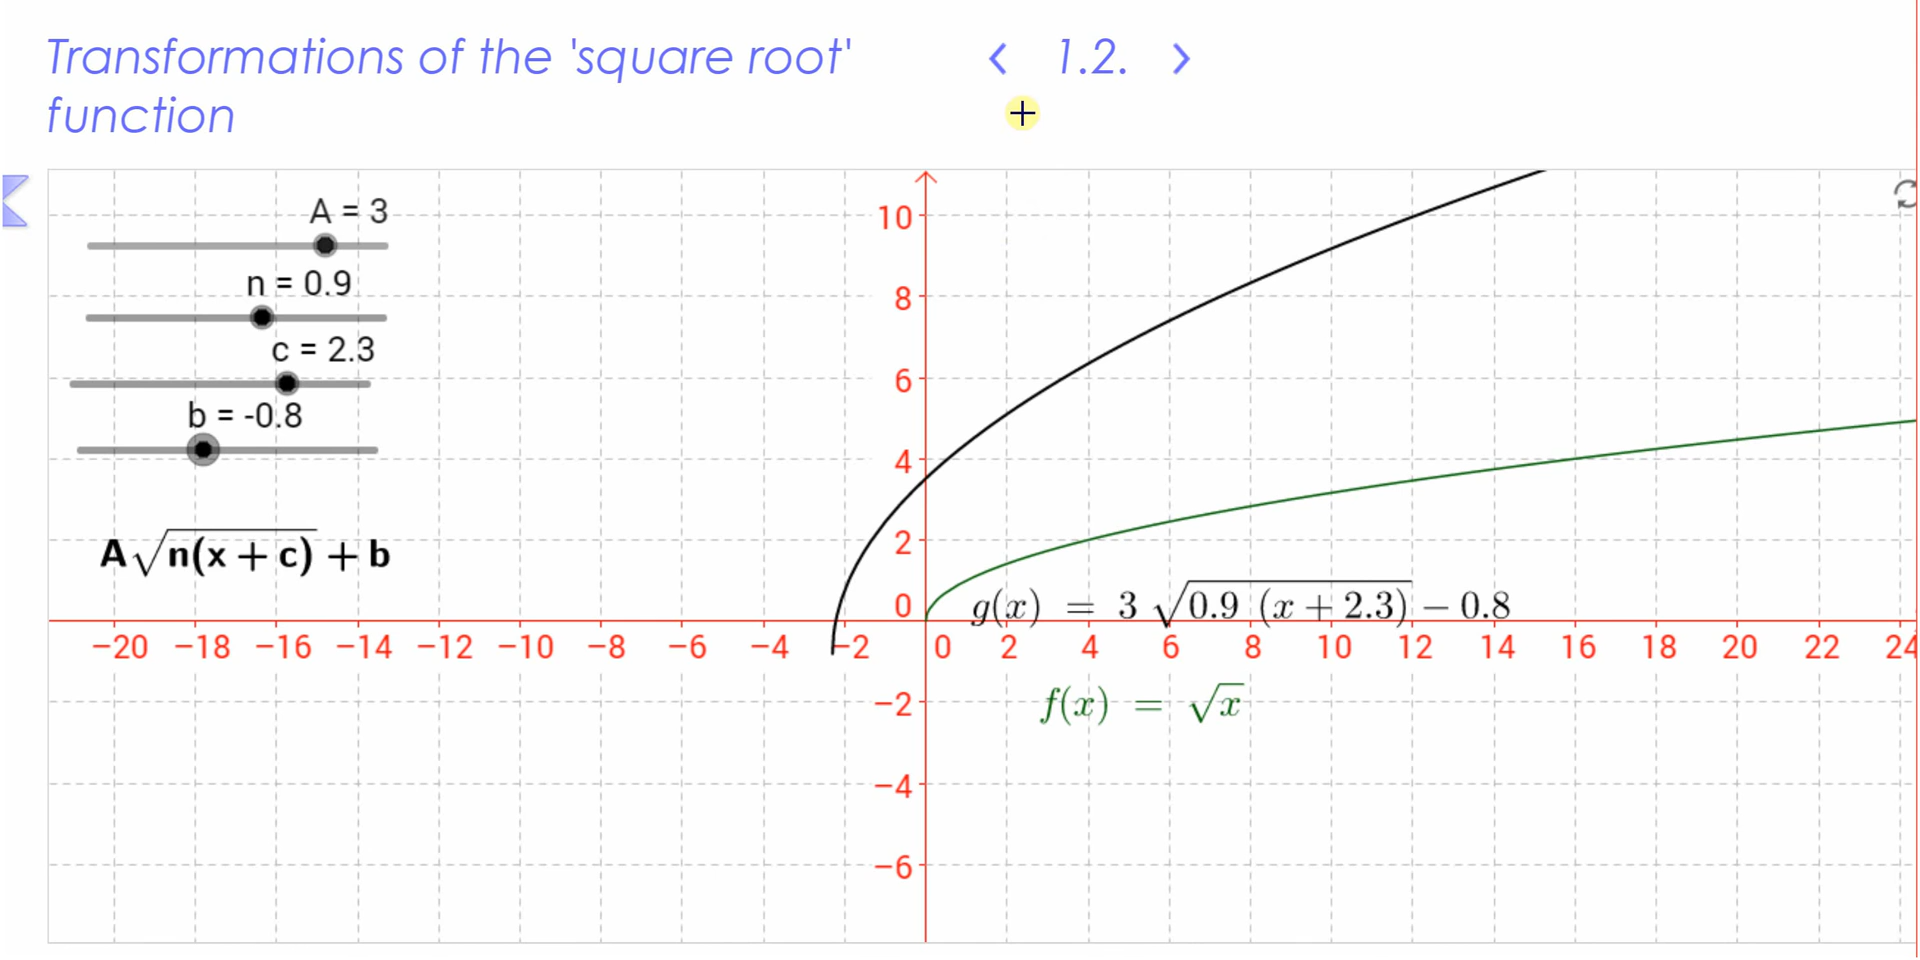 Transformations of the 'square root'
function
1.2.
A = 3
n = 0.9
c = 2.3
b = -0.8
A√n(x + c) + b
10
8
6
4
2
0
g(x) = 3 √0.9 (x + 2.3) − 0.8
−20 −18 −16 −14 −12 −10 −8 −6 −4 −2 0 2 4 6 8 10 12 14 16 18 20 22 24
−2
f(x) = √x
−4
−6